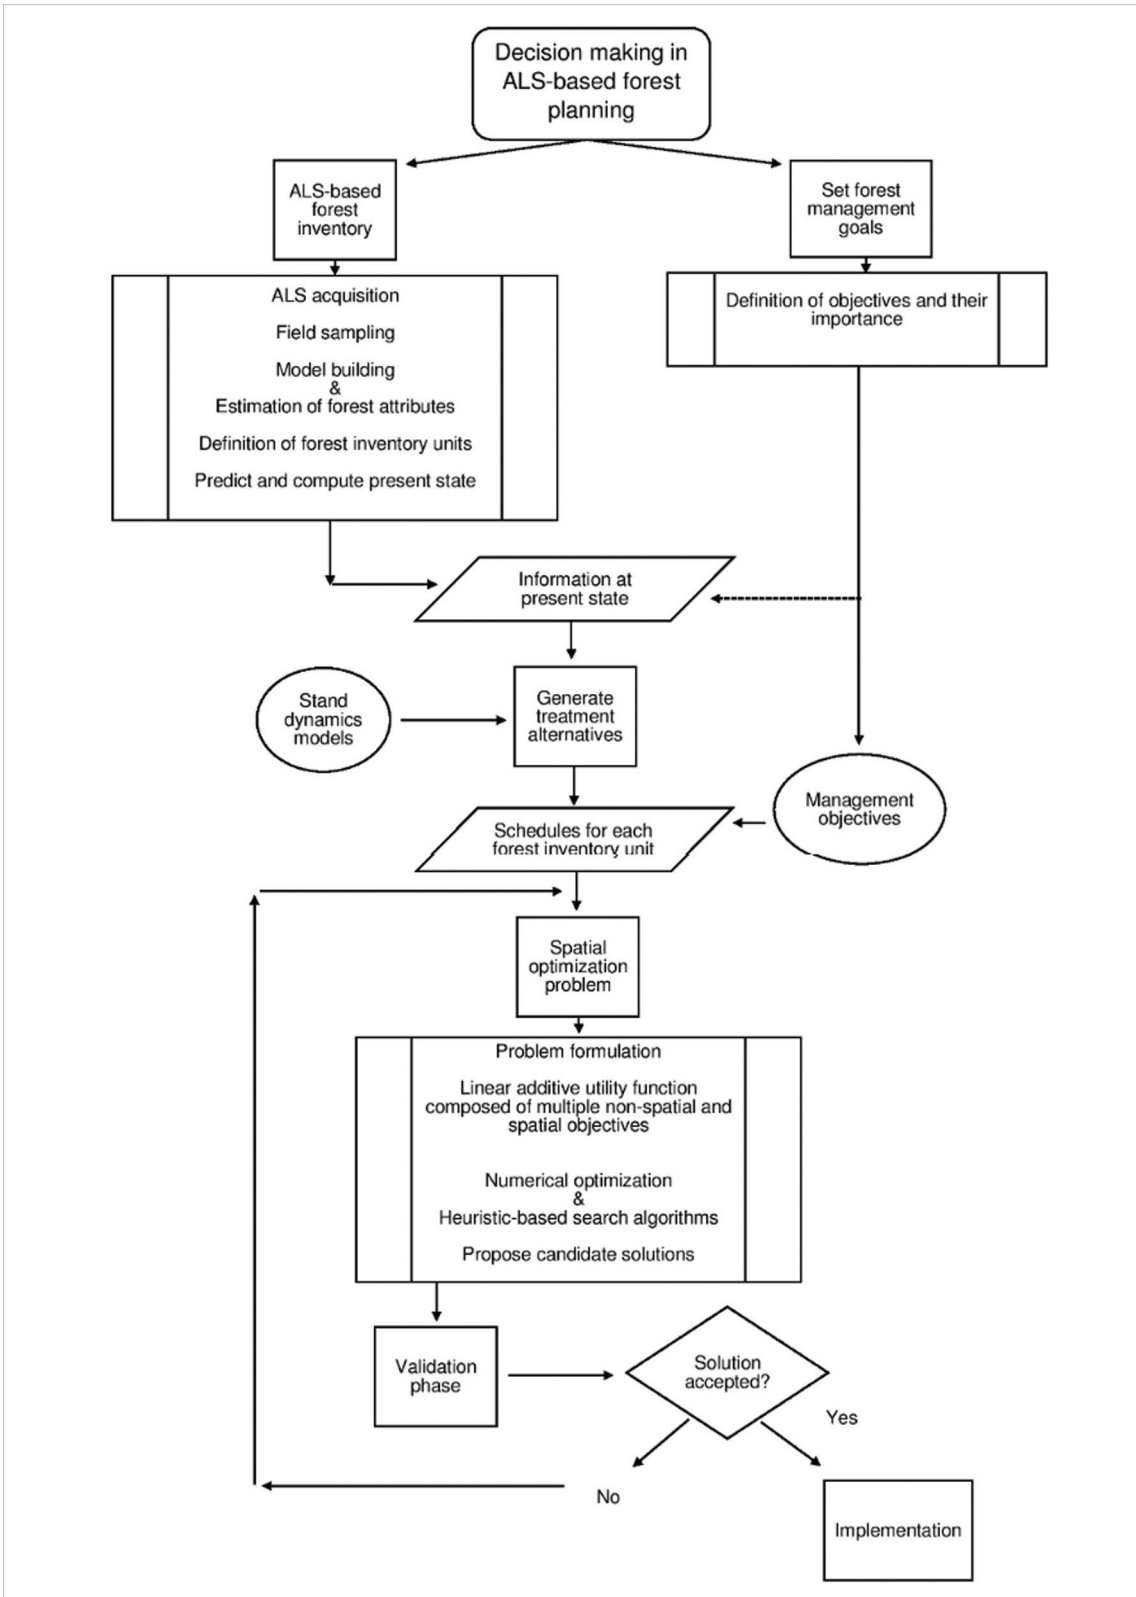 Decision making in
ALS-based forest
planning
ALS-based
forest
inventory
Set forest
management
goals
ALS acquisition
Field sampling
Model building
&
Estimation of forest attributes
Definition of forest inventory units
Predict and compute present state
Definition of objectives and their
importance
Information at
present state
Stand
dynamics
models
Generate
treatment
alternatives
Management
objectives
Schedules for each
forest inventory unit
Spatial
optimization
problem
Problem formulation
Linear additive utility function
composed of multiple non-spatial and
spatial objectives
Numerical optimization
&
Heuristic-based search algorithms
Propose candidate solutions
Validation
phase
Solution
accepted?
Yes
No
Implementation